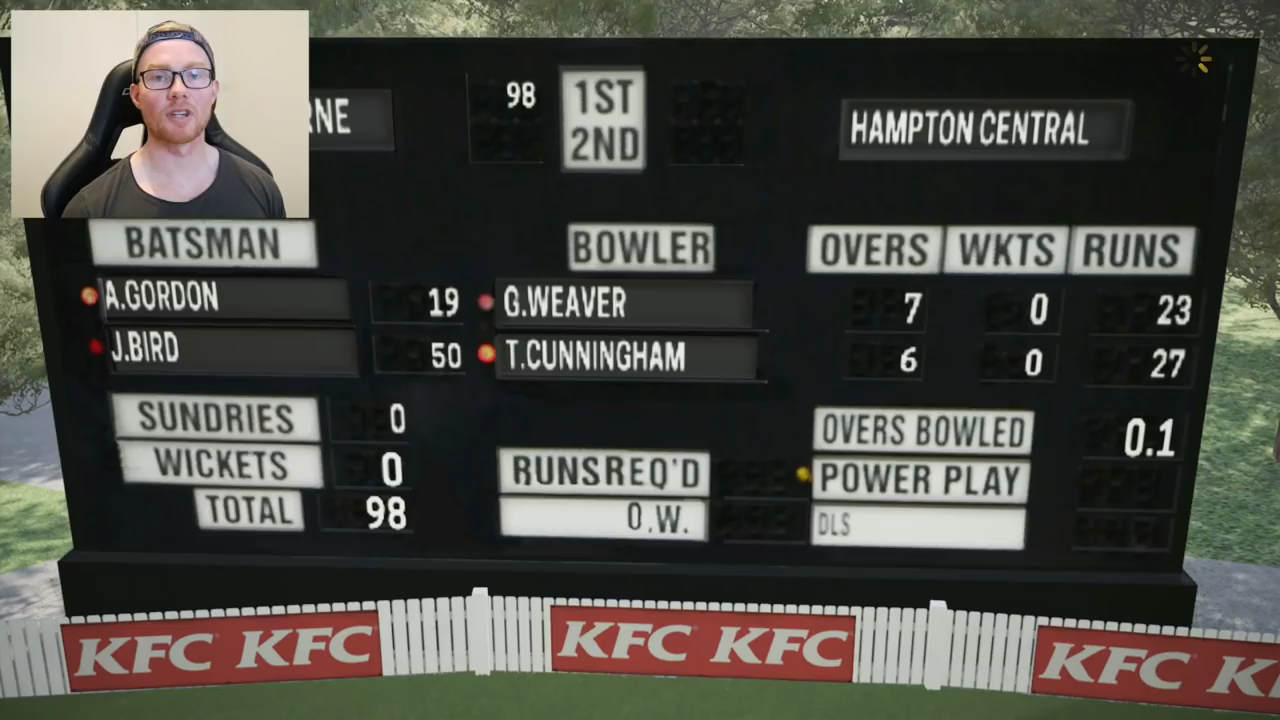 RNE 98 1ST 2ND HAMPTON CENTRAL
BATSMAN BOWLER OVERS WKTS RUNS
A.GORDON 19 G.WEAVER 7 0 23
J.BIRD 50 T.CUNNINGHAM 6 0 27
SUNDRIES 0 OVERS BOWLED 0.1
WICKETS 0 RUNSREQ'D POWER PLAY
TOTAL 98 O.W. DLS
KFC KFC KFC KFC KFC K